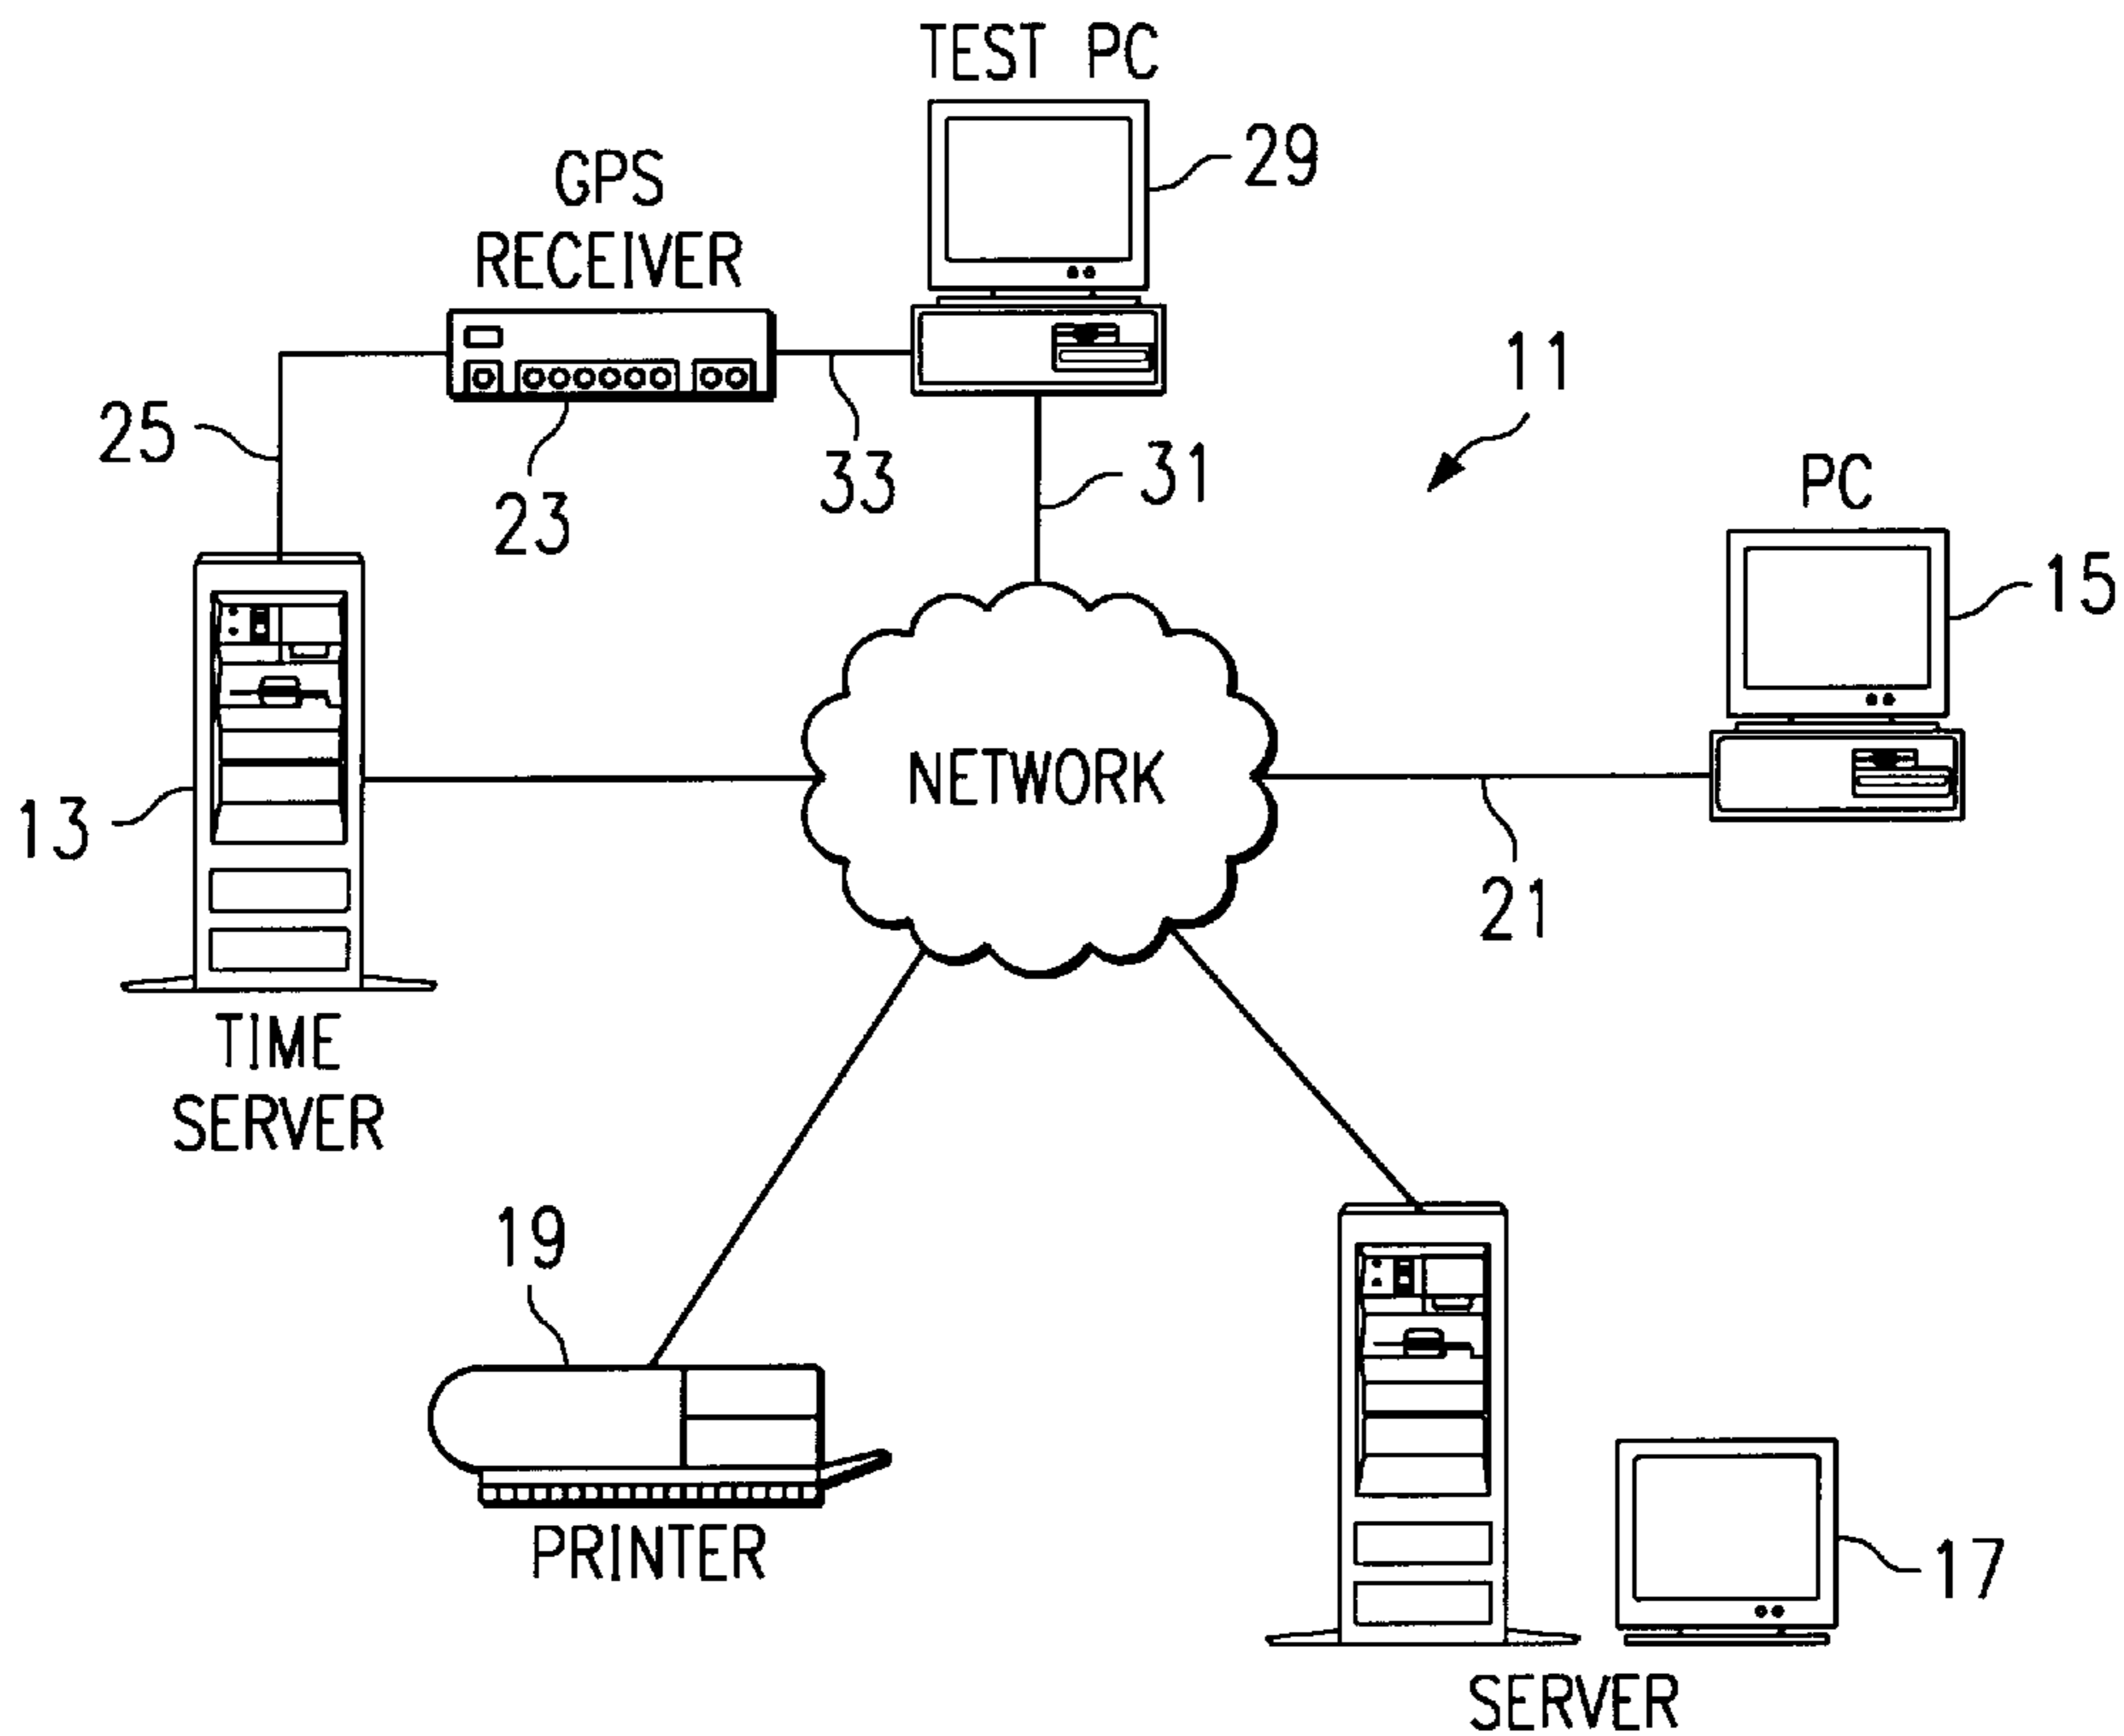 TEST PC
29
GPS
RECEIVER
11
25
23
33
31
PC
15
NETWORK
13
21
TIME
SERVER
19
PRINTER
17
SERVER